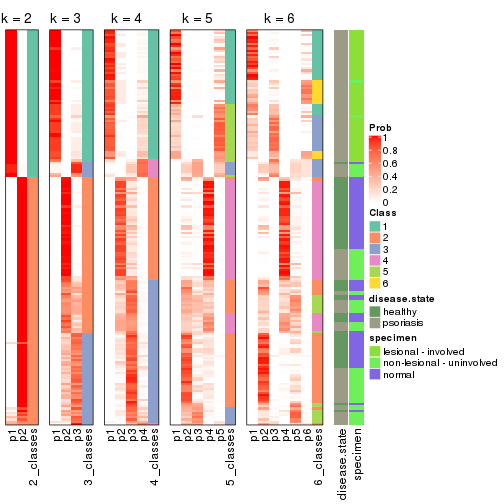 k = 2 k = 3 k = 4 k = 5 k = 6
Prob
1
0.8
0.6
0.4
0.2
0
Class
1
2
3
4
5
6
disease.state
healthy
psoriasis
specimen
lesional - involved
non-lesional - uninvolved
normal
p1
p2
2_classes
p1
p2
p3
3_classes
p1
p2
p3
p4
4_classes
p1
p2
p3
p4
p5
5_classes
p1
p2
p3
p4
p5
p6
6_classes
disease.state
specimen